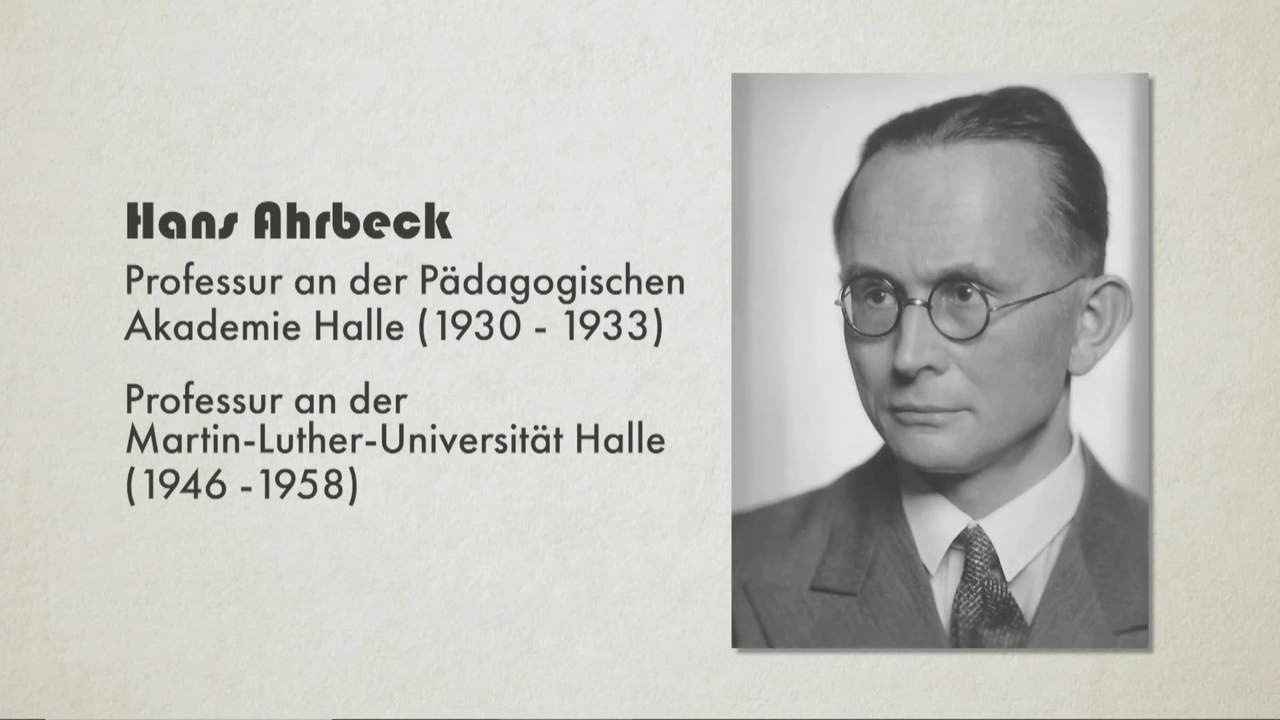 Hans Ahrbeck
Professur an der Pädagogischen
Akademie Halle (1930 - 1933)
Professur an der
Martin-Luther-Universität Halle
(1946 -1958)